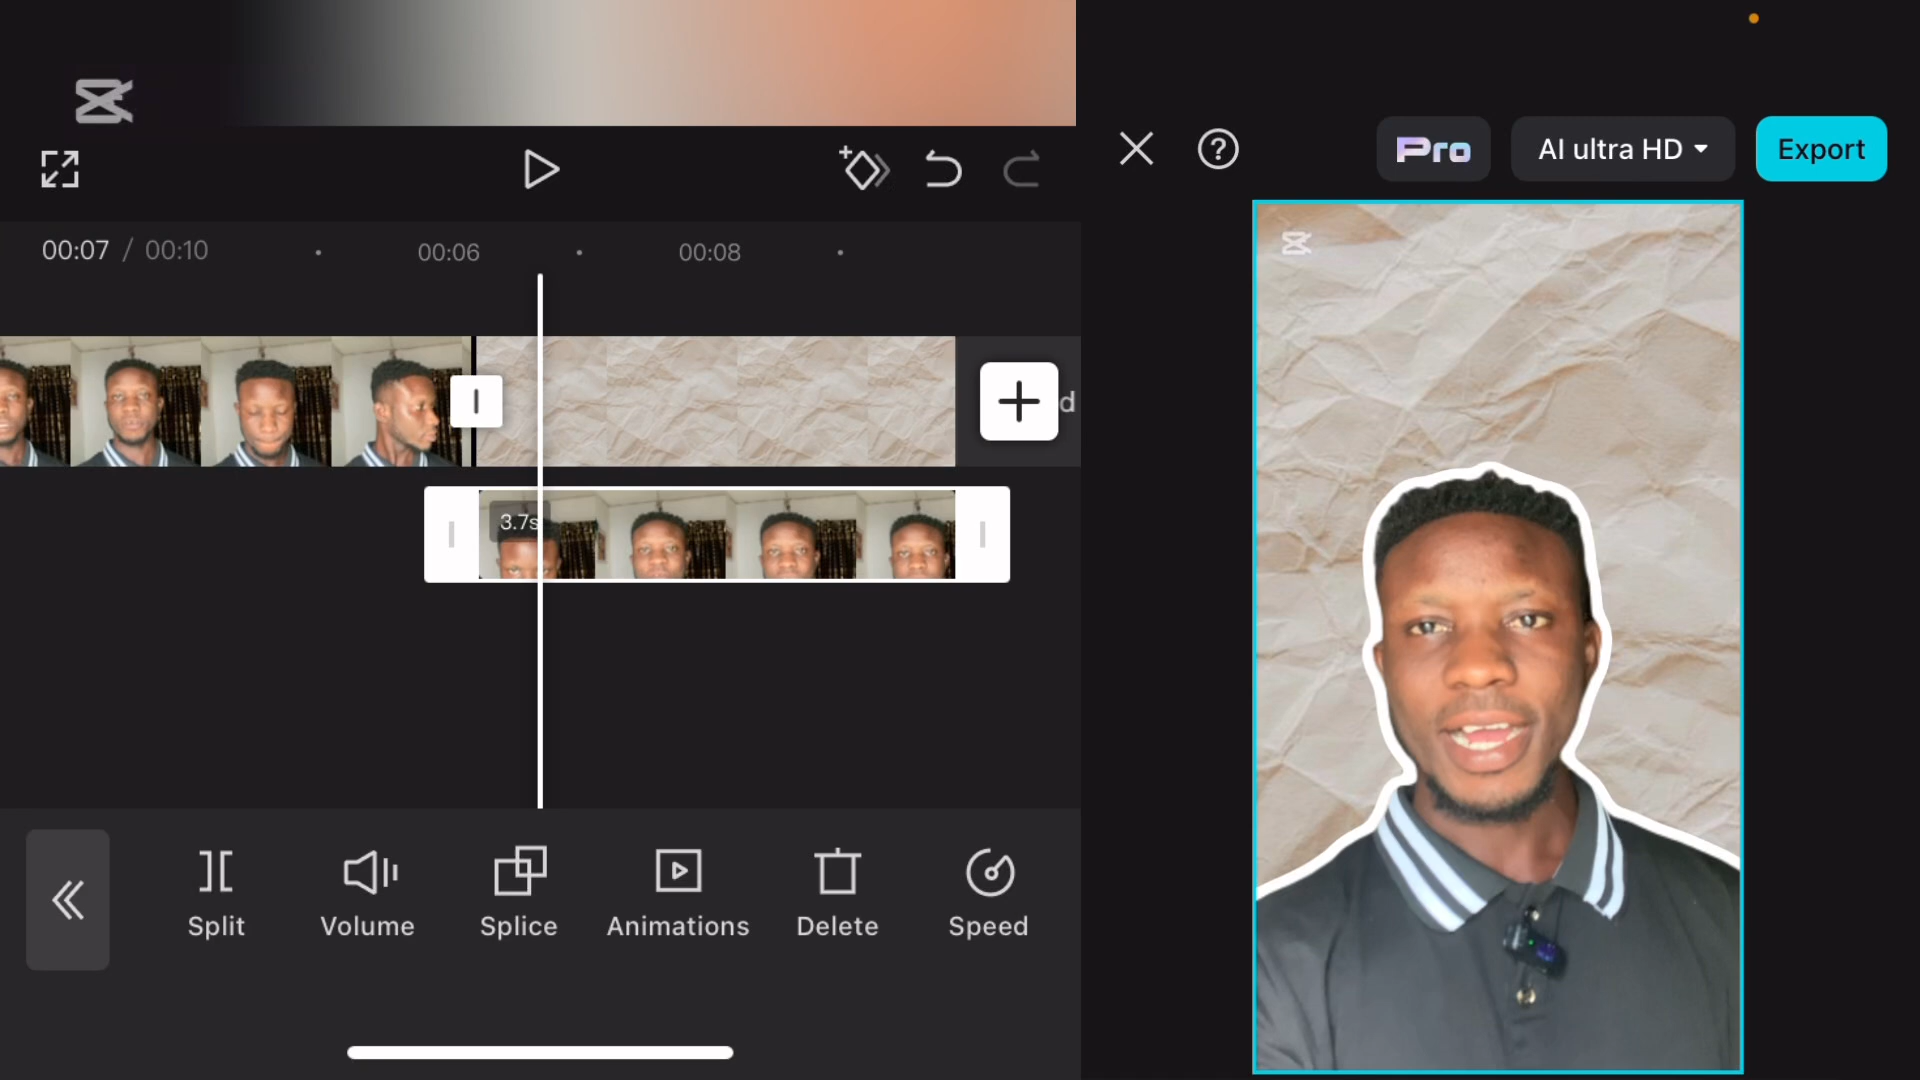 00:07 / 00:10
00:06
00:08
d
3.7s
Split
Volume
Splice
Animations
Delete
Speed
Pro
AI ultra HD
Export